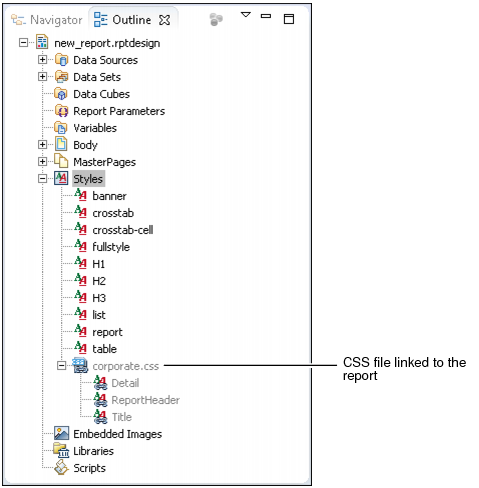 Navigator Outline
new_report.rptdesign
Data Sources
Data Sets
Data Cubes
Report Parameters
Variables
Body
MasterPages
Styles
banner
crosstab
crosstab-cell
fullstyle
H1
H2
H3
list
report
table
corporate.css
Detail
ReportHeader
Title
Embedded Images
Libraries
Scripts
CSS file linked to the
report